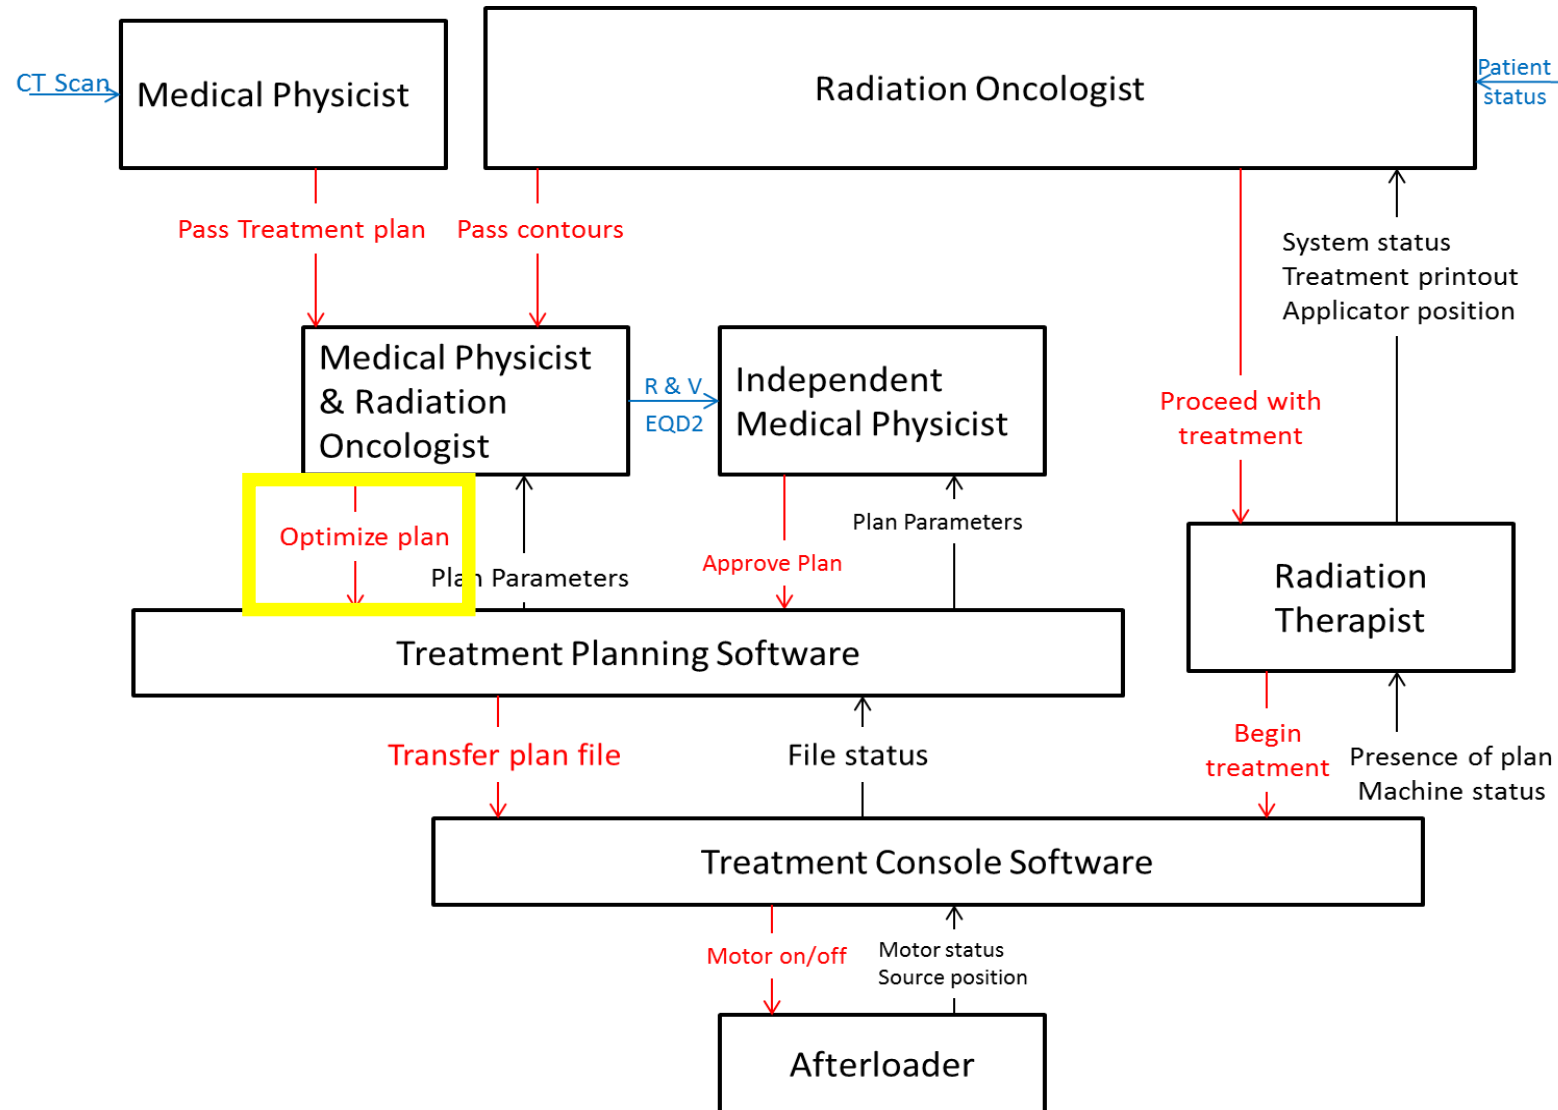 CT Scan
Medical Physicist
Radiation Oncologist
Patient
status
Pass Treatment plan
Pass contours
System status
Treatment printout
Applicator position
Medical Physicist
& Radiation
Oncologist
R & V
EQD2
Independent
Medical Physicist
Proceed with
treatment
Optimize plan
Plan Parameters
Approve Plan
Plan Parameters
Radiation
Therapist
Treatment Planning Software
Transfer plan file
File status
Begin
treatment
Presence of plan
Machine status
Treatment Console Software
Motor on/off
Motor status
Source position
Afterloader